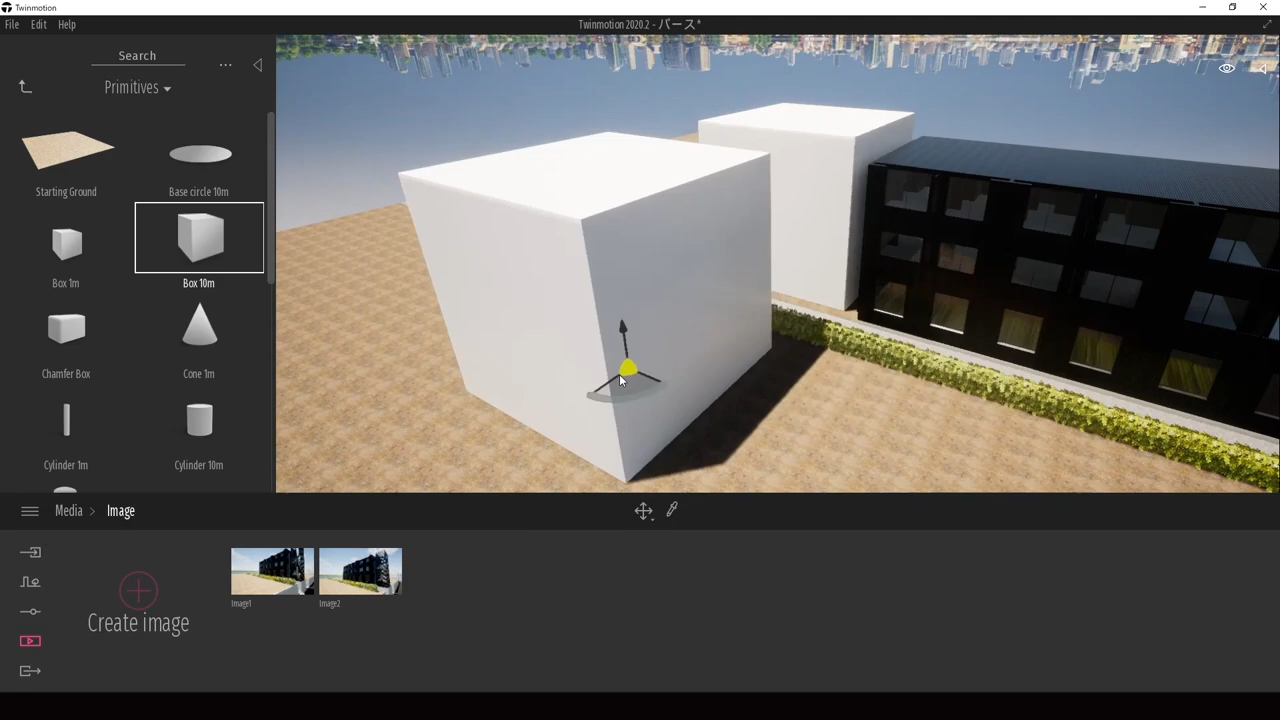 Twinmotion
File Edit Help
Twinmotion 2020.2 - パース*
Search
...
Primitives
Starting Ground
Base circle 10m
Box 1m
Box 10m
Chamfer Box
Cone 1m
Cylinder 1m
Cylinder 10m
Media > Image
Create image
Image1
Image2